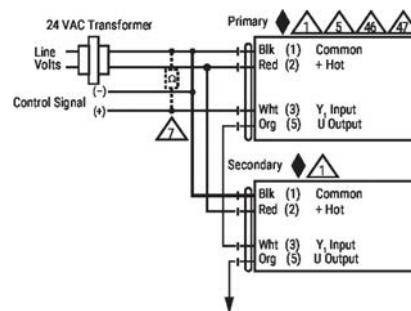 24 VAC Transformer
Primary 1 5 46 47
Line
Volts
Blk (1) Common
Red (2) + Hot
Ω
(−)
Control Signal (+)
Wht (3) Y₁ Input
Org (5) U Output
7
Secondary 1
Blk (1) Common
Red (2) + Hot
Wht (3) Y₁ Input
Org (5) U Output